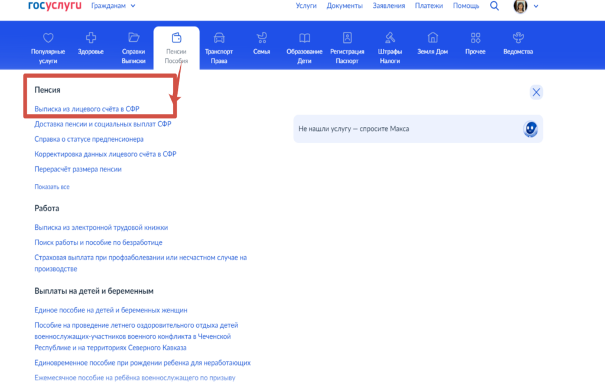 госуслуги Гражданам Услуги Документы Заявления Платежи Помощь
Популярные услуги
Здоровье
Справки Выписки
Пенсии Пособия
Транспорт Права
Семья
Образование Дети
Регистрация Паспорт
Штрафы Налоги
Земля Дом
Прочее
Ведомства
Пенсия
Выписка из лицевого счёта в СФР
Доставка пенсии и социальных выплат СФР
Не нашли услугу — спросите Макса
Справка о статусе предпенсионера
Корректировка данных лицевого счёта в СФР
Перерасчёт размера пенсии
Показать все
Работа
Выписка из электронной трудовой книжки
Поиск работы и пособие по безработице
Страховая выплата при профзаболевании или несчастном случае на
производстве
Выплаты на детей и беременным
Единое пособие на детей и беременных женщин
Пособие на проведение летнего оздоровительного отдыха детей
военнослужащих-участников военного конфликта в Чеченской
Республике и на территориях Северного Кавказа
Единовременное пособие при рождении ребенка для неработающих
Ежемесячное пособие на ребёнка военнослужащего по призыву